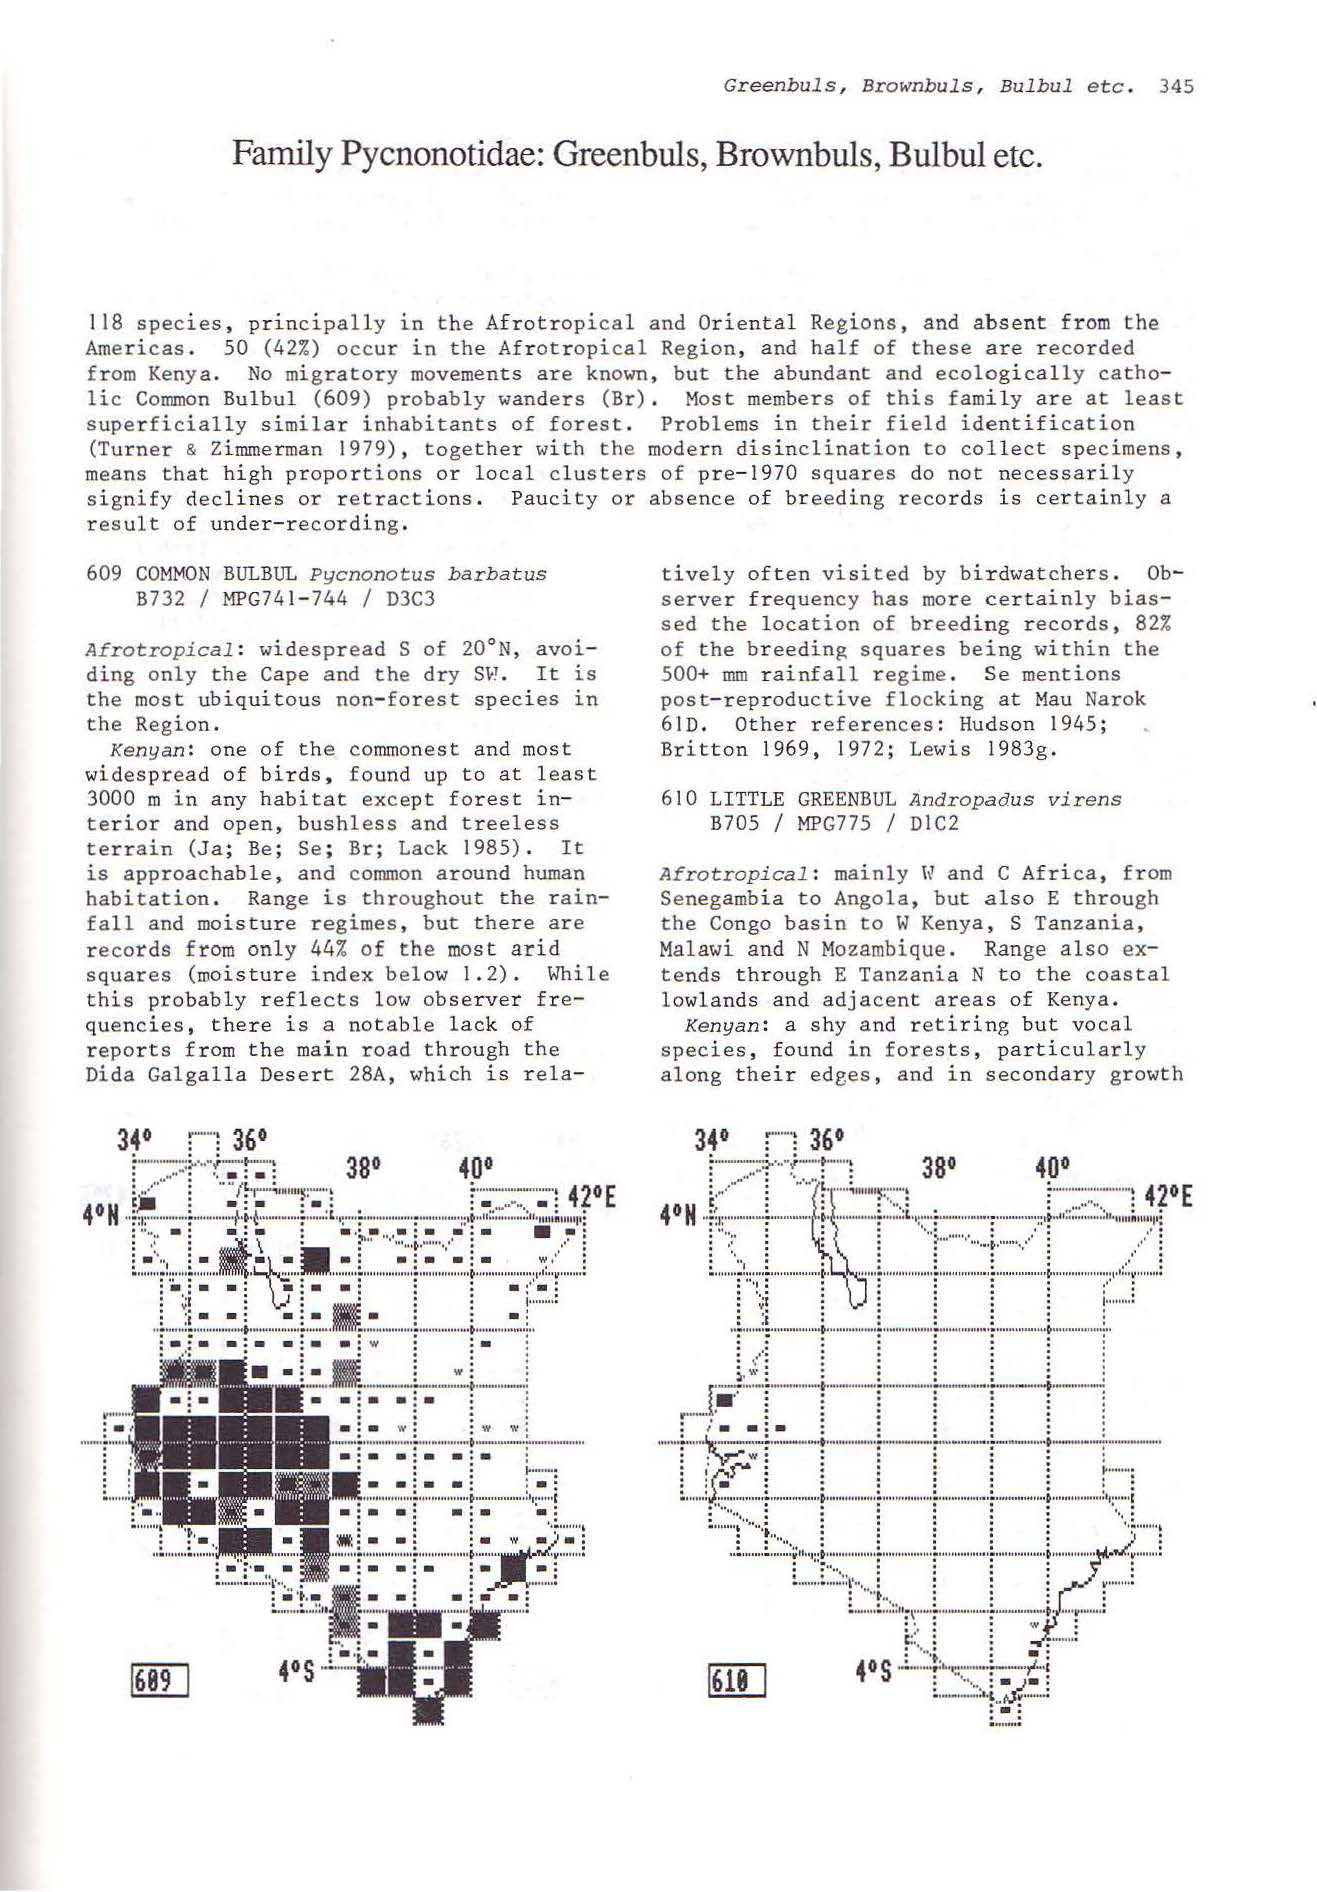 Greenbuls, Brownbuls, Bulbul etc. 345
Family Pycnonotidae: Greenbuls, Brownbuls, Bulbul etc.
118 species, principally in the Afrotropical and Oriental Regions, and absent from the
Americas. 50 (42%) occur in the Afrotropical Region, and half of these are recorded
from Kenya. No migratory movements are known, but the abundant and ecologically catho-
lic Common Bulbul (609) probably wanders (Br). Most members of this family are at least
superficially similar inhabitants of forest. Problems in their field identification
(Turner & Zimmerman 1979), together with the modern disinclination to collect specimens,
means that high proportions or local clusters of pre-1970 squares do not necessarily
signify declines or retractions. Paucity or absence of breeding records is certainly a
result of under-recording.
609 COMMON BULBUL Pycnonotus barbatus
B732 / MPG741-744 / D3C3
Afrotropical: widespread S of 20°N, avoi-
ding only the Cape and the dry SW. It is
the most ubiquitous non-forest species in
the Region.
Kenyan: one of the commonest and most
widespread of birds, found up to at least
3000 m in any habitat except forest in-
terior and open, bushless and treeless
terrain (Ja; Be; Se; Br; Lack 1985). It
is approachable, and common around human
habitation. Range is throughout the rain-
fall and moisture regimes, but there are
records from only 44% of the most arid
squares (moisture index below 1.2). While
this probably reflects low observer fre-
quencies, there is a notable lack of
reports from the main road through the
Dida Galgalla Desert 28A, which is rela-
tively often visited by birdwatchers. Ob-
server frequency has more certainly bias-
sed the location of breeding records, 82%
of the breeding squares being within the
500+ mm rainfall regime. Se mentions
post-reproductive flocking at Mau Narok
61D. Other references: Hudson 1945;
Britton 1969, 1972; Lewis 1983g.
610 LITTLE GREENBUL Andropadus virens
B705 / MPG775 / D1C2
Afrotropical: mainly W and C Africa, from
Senegambia to Angola, but also E through
the Congo basin to W Kenya, S Tanzania,
Malawi and N Mozambique. Range also ex-
tends through E Tanzania N to the coastal
lowlands and adjacent areas of Kenya.
Kenyan: a shy and retiring but vocal
species, found in forests, particularly
along their edges, and in secondary growth
34° 36°
38° 40°
42°E
4°N
4°S
609
34° 36°
38° 40°
42°E
4°N
4°S
610